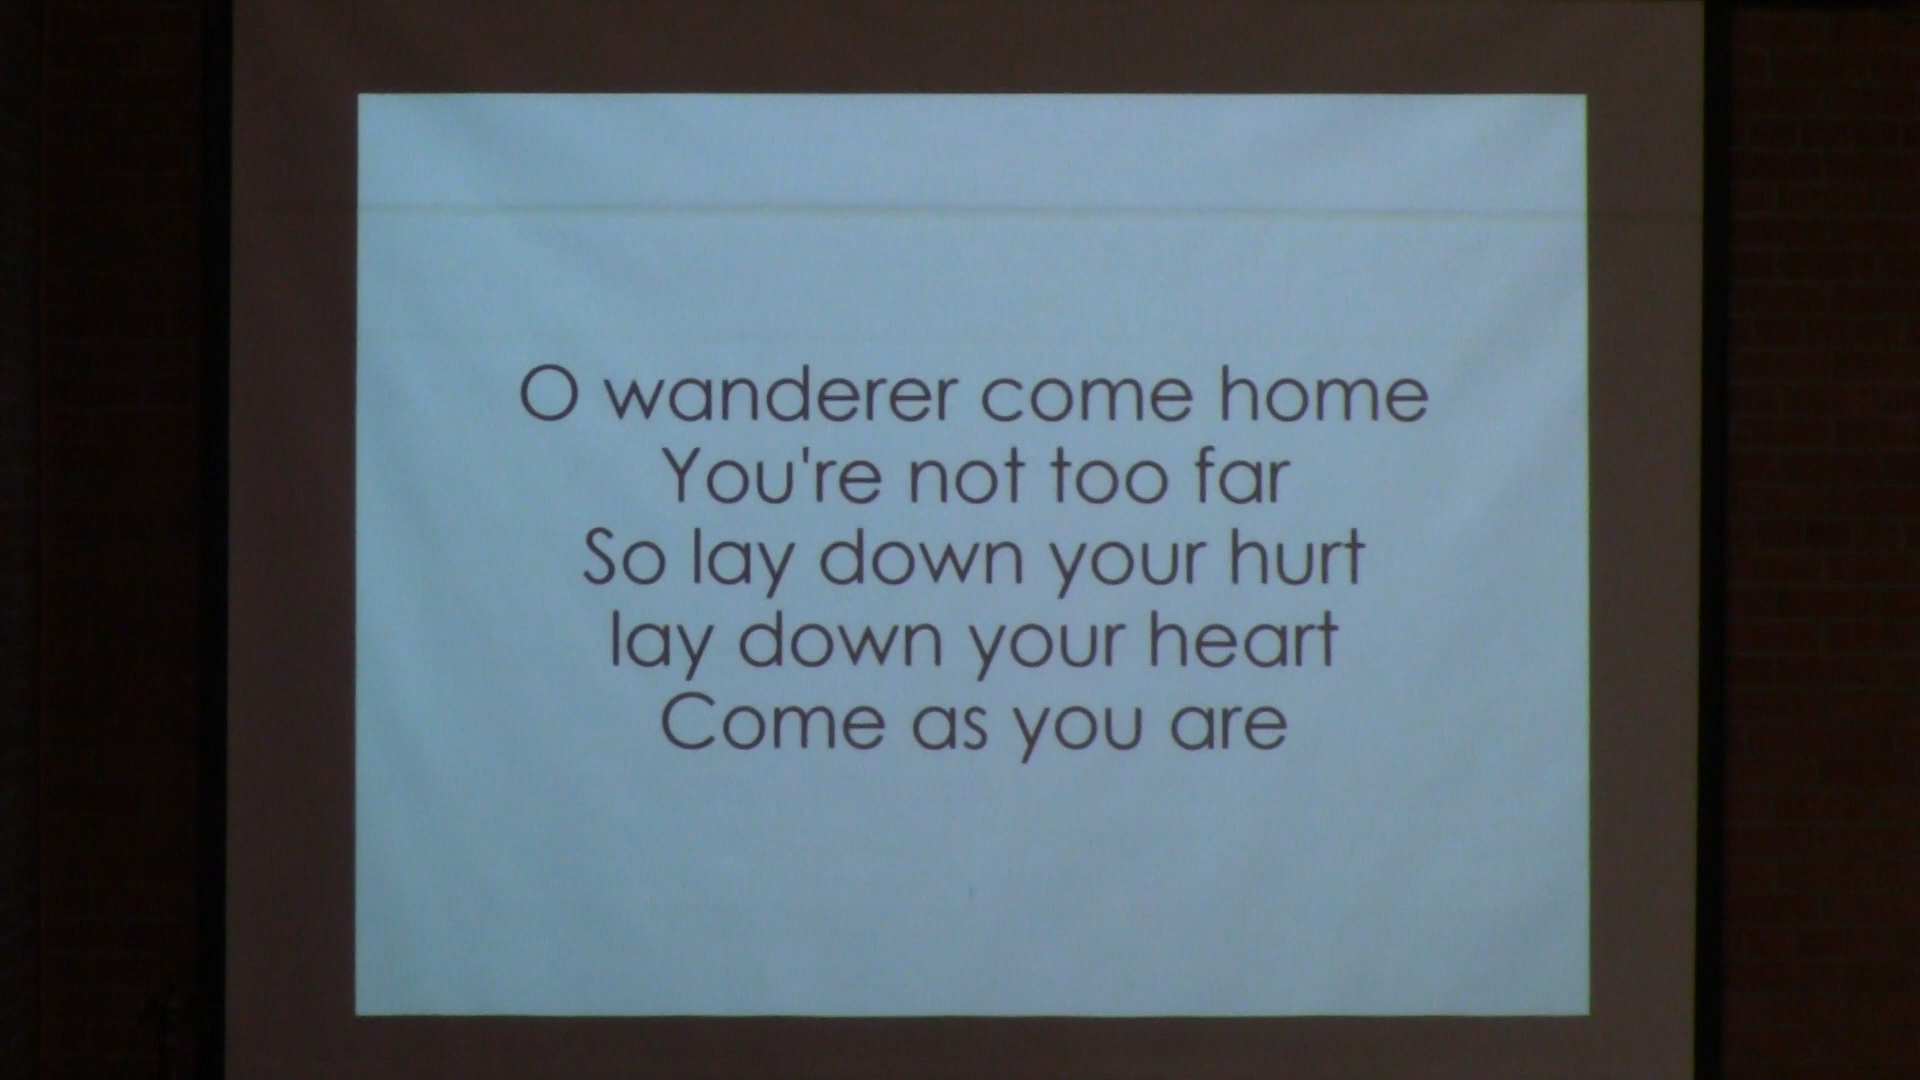 O wanderer come home
You're not too far
So lay down your hurt
lay down your heart
Come as you are